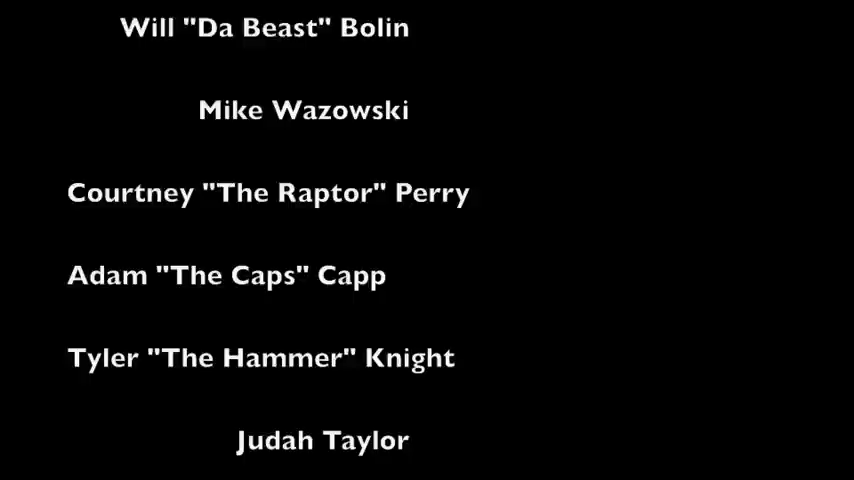 Will "Da Beast" Bolin
Mike Wazowski
Courtney "The Raptor" Perry
Adam "The Caps" Capp
Tyler "The Hammer" Knight
Judah Taylor